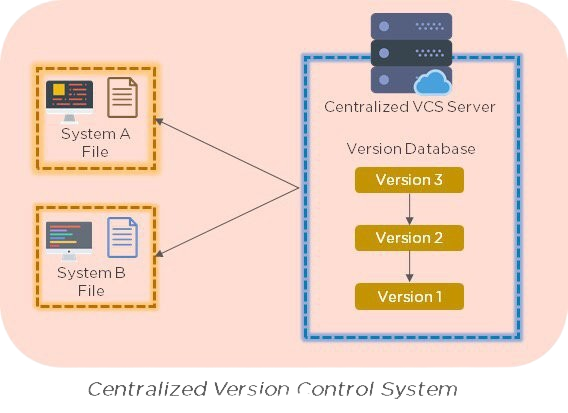 Centralized VCS Server
System A
File
Version Database
Version 3
Version 2
System B
File
Version 1
Centralized Version Control System